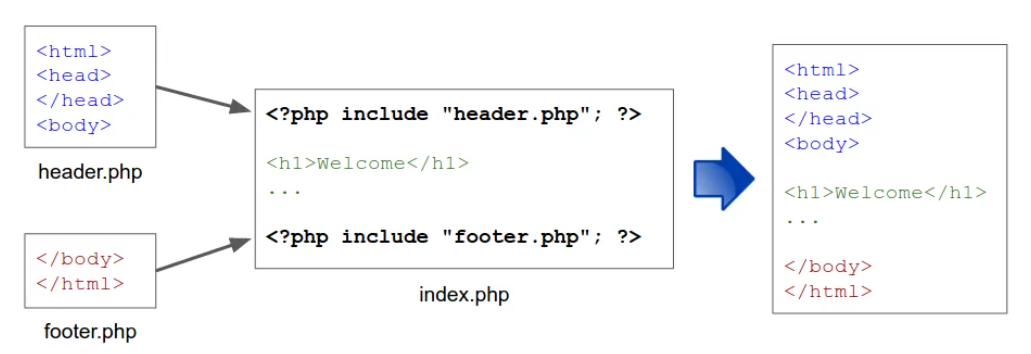 <html>
<head>
</head>
<body>
header.php
</body>
</html>
footer.php
<?php include "header.php"; ?>
<h1>Welcome</h1>
...
<?php include "footer.php"; ?>
index.php
<html>
<head>
</head>
<body>
<h1>Welcome</h1>
...
</body>
</html>